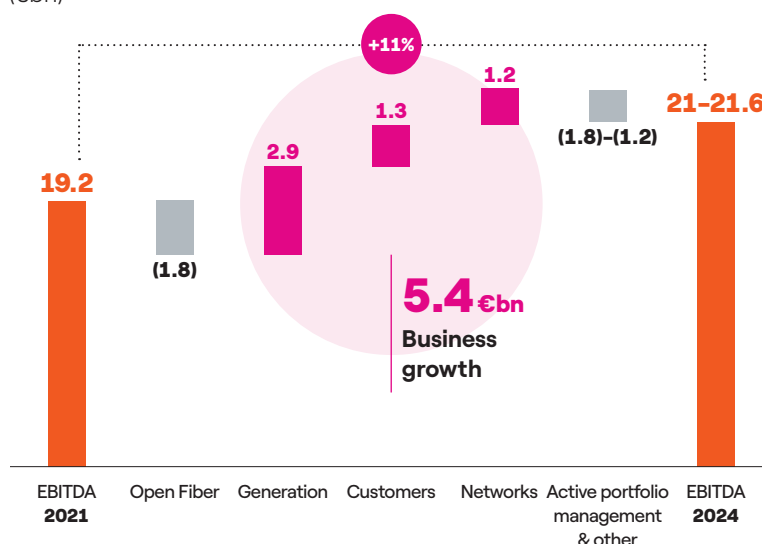 +11%
1.2
21–21.6
1.3
(1.8)–(1.2)
2.9
19.2
(1.8)
5.4 €bn
Business
growth
EBITDA
2021
Open Fiber
Generation
Customers
Networks
Active portfolio
management
& other
EBITDA
2024